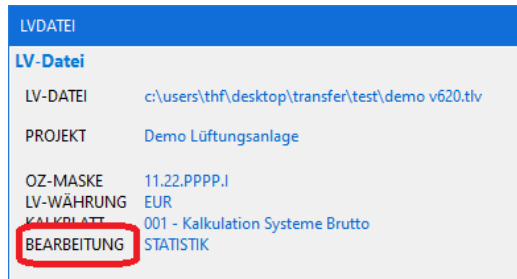 LVDATEI
LV-Datei
LV-DATEI c:\users\thf\desktop\transfer\test\demo v620.tlv
PROJEKT Demo Lüftungsanlage
OZ-MASKE 11.22.PPPP.I
LV-WÄHRUNG EUR
KALKBLATT 001 - Kalkulation Systeme Brutto
BEARBEITUNG STATISTIK